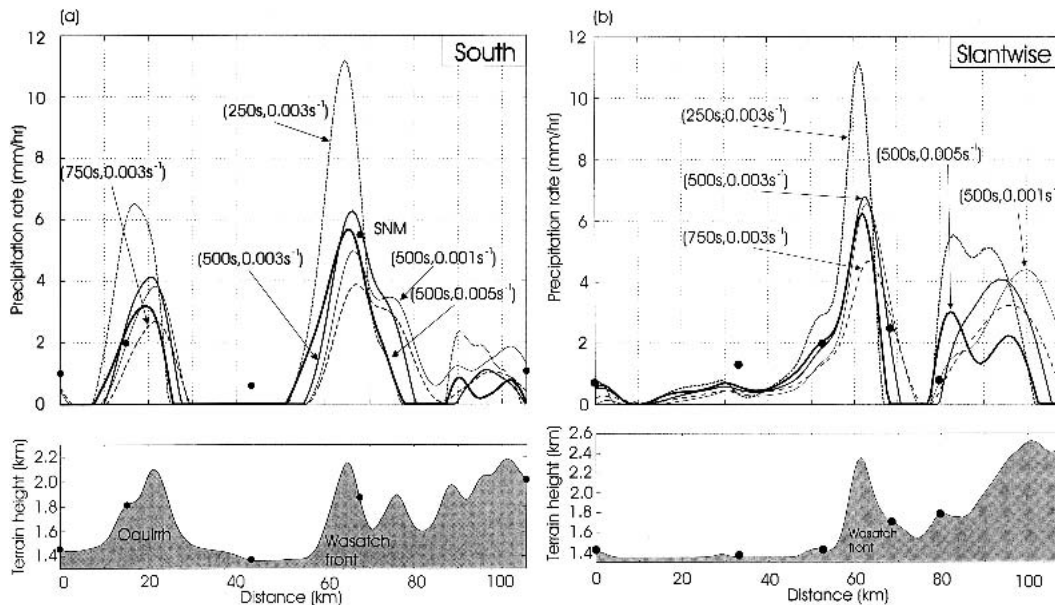 (a)
South
Precipitation rate (mm/hr)
12
10
8
6
4
2
0
(250s,0.003s⁻¹)
(750s,0.003s⁻¹)
SNM
(500s,0.003s⁻¹)
(500s,0.001s⁻¹)
(500s,0.005s⁻¹)
Terrain height (km)
2.2
2.0
1.8
1.6
1.4
Oquirrh
Wasatch
front
0
20
40
60
80
100
Distance (km)
(b)
Slantwise
Precipitation rate (mm/hr)
12
10
8
6
4
2
0
(250s,0.003s⁻¹)
(500s,0.005s⁻¹)
(500s,0.003s⁻¹)
(500s,0.001s⁻¹
(750s,0.003s⁻¹)
Terrain height (km)
2.6
2.4
2.2
2.0
1.8
1.6
1.4
Wasatch
front
0
20
40
60
80
100
Distance (km)